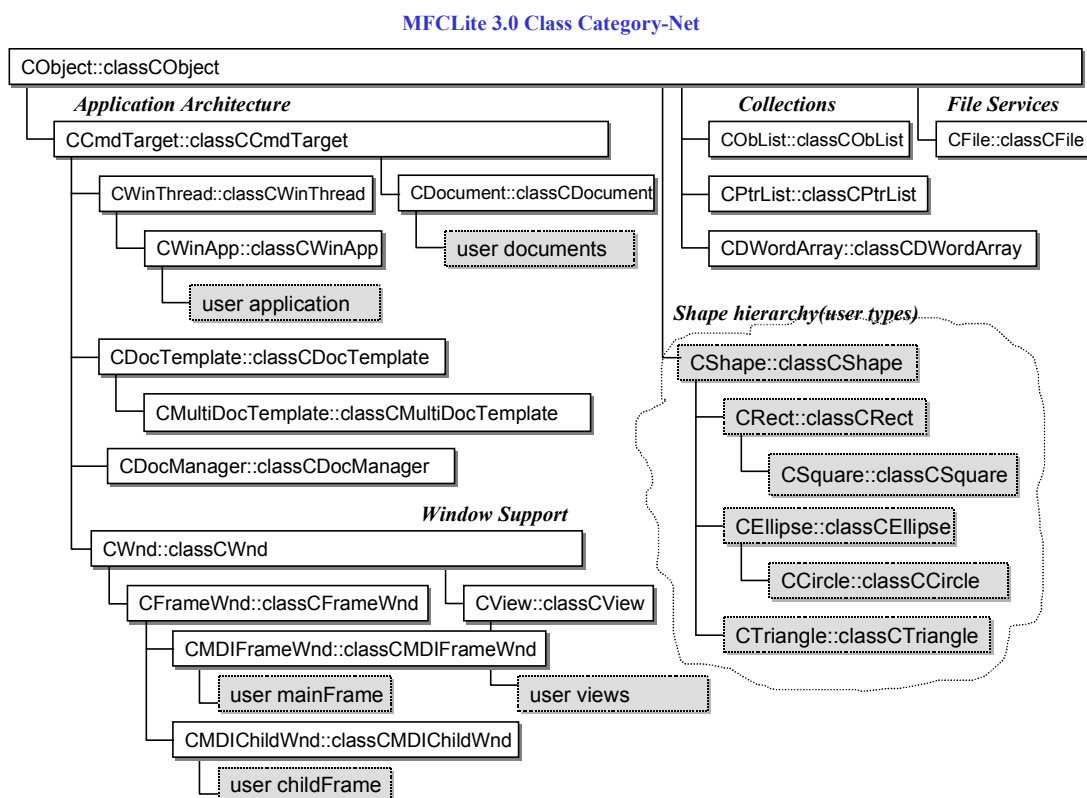 MFCLite 3.0 Class Category-Net
CObject::classCObject
Application Architecture
Collections
File Services
CCmdTarget::classCCmdTarget
CObList::classCObList
CFile::classCFile
CWinThread::classCWinThread
CDocument::classCDocument
CPtrList::classCPtrList
CWinApp::classCWinApp
user documents
CDWordArray::classCDWordArray
user application
Shape hierarchy(user types)
CDocTemplate::classCDocTemplate
CShape::classCShape
CMultiDocTemplate::classCMultiDocTemplate
CRect::classCRect
CDocManager::classCDocManager
CSquare::classCSquare
Window Support
CEllipse::classCEllipse
CWnd::classCWnd
CCircle::classCCircle
CFrameWnd::classCFrameWnd
CView::classCView
CTriangle::classCTriangle
CMDIFrameWnd::classCMDIFrameWnd
user mainFrame
user views
CMDIChildWnd::classCMDIChildWnd
user childFrame